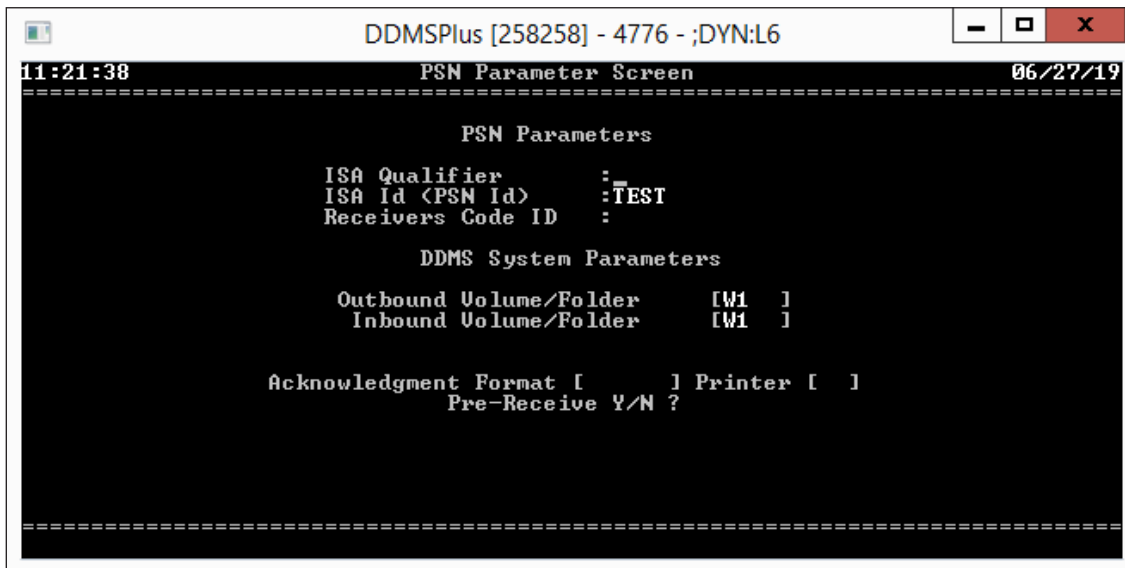 DDMSPlus [258258] - 4776 - ;DYN:L6
11:21:38 PSN Parameter Screen 06/27/19
PSN Parameters
ISA Qualifier :_
ISA Id <PSN Id> :TEST
Receivers Code ID :
DDMS System Parameters
Outbound Volume/Folder [W1 ]
Inbound Volume/Folder [W1 ]
Acknowledgment Format [ ] Printer [ ]
Pre-Receive Y/N ?